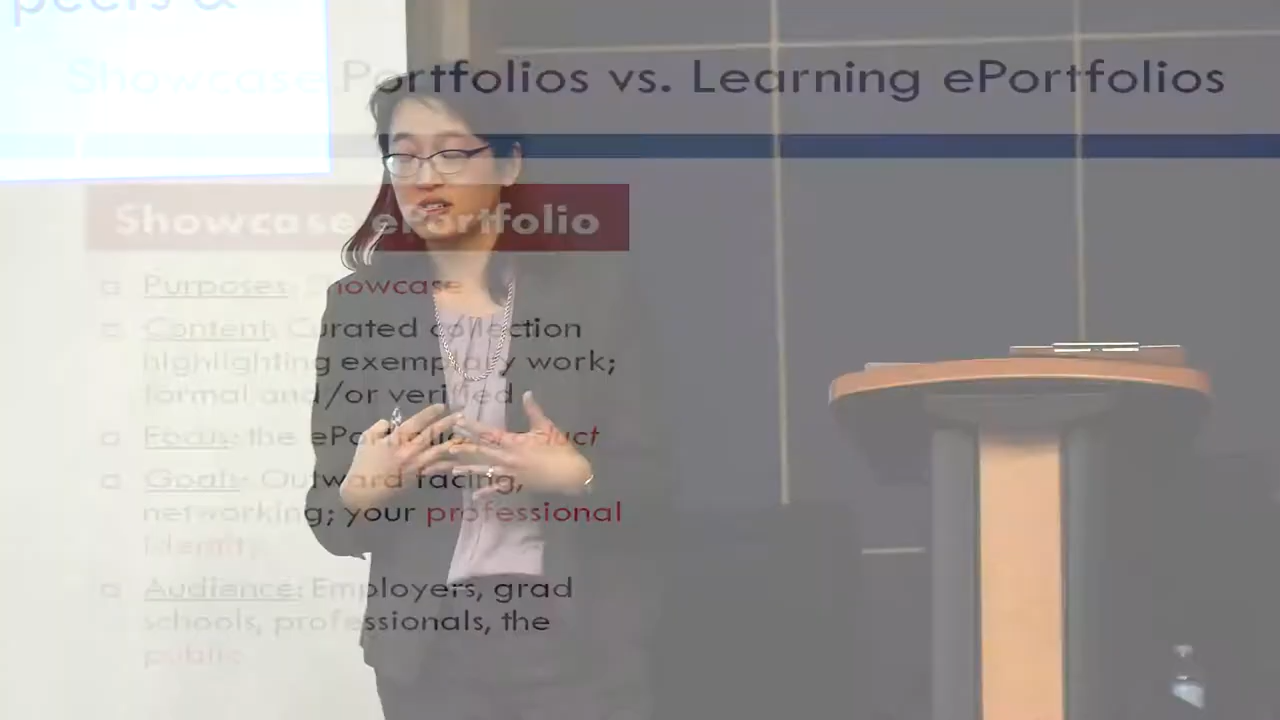 peers &
Showcase Portfolios vs. Learning ePortfolios
Showcase ePortfolio
Purposes: Showcase
Content: Curated collection
highlighting exemplary work;
formal and/or verified
Focus: the ePortfolio product
Goals: Outward facing,
networking; your professional
identity
Audience: Employers, grad
schools, professionals, the
public